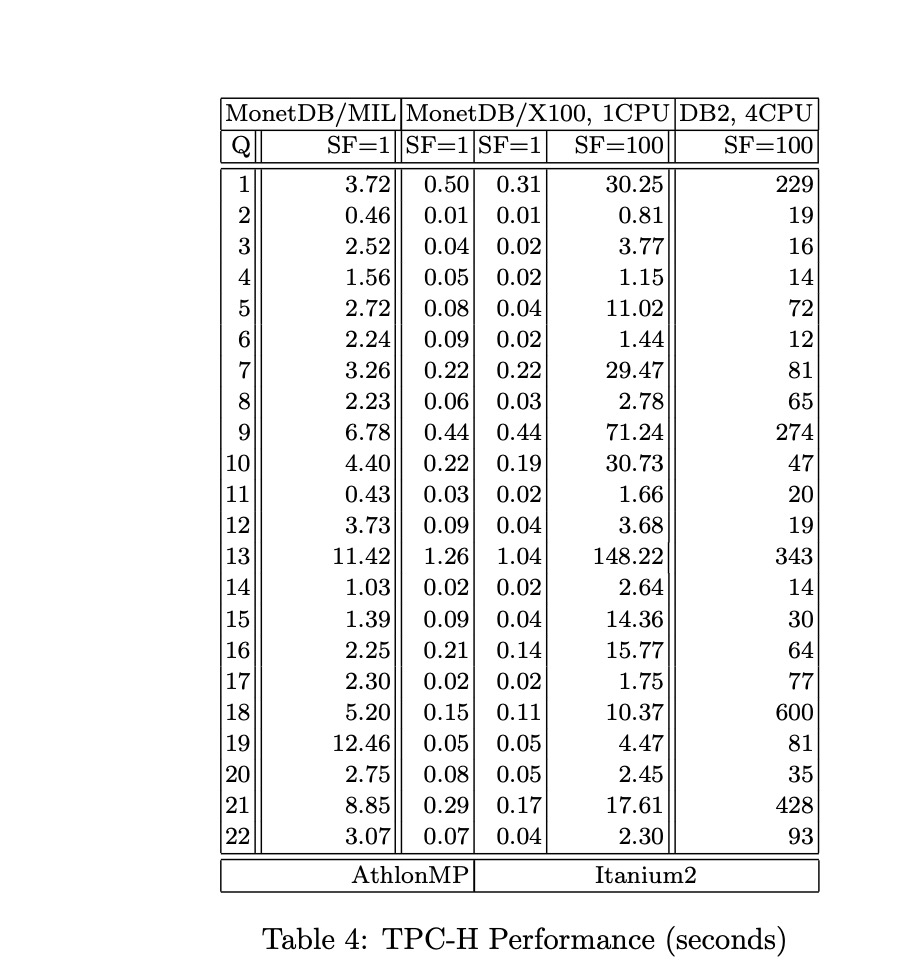 MonetDB/MIL MonetDB/X100, 1CPU DB2, 4CPU
Q SF=1 SF=1 SF=1 SF=100 SF=100
1 3.72 0.50 0.31 30.25 229
2 0.46 0.01 0.01 0.81 19
3 2.52 0.04 0.02 3.77 16
4 1.56 0.05 0.02 1.15 14
5 2.72 0.08 0.04 11.02 72
6 2.24 0.09 0.02 1.44 12
7 3.26 0.22 0.22 29.47 81
8 2.23 0.06 0.03 2.78 65
9 6.78 0.44 0.44 71.24 274
10 4.40 0.22 0.19 30.73 47
11 0.43 0.03 0.02 1.66 20
12 3.73 0.09 0.04 3.68 19
13 11.42 1.26 1.04 148.22 343
14 1.03 0.02 0.02 2.64 14
15 1.39 0.09 0.04 14.36 30
16 2.25 0.21 0.14 15.77 64
17 2.30 0.02 0.02 1.75 77
18 5.20 0.15 0.11 10.37 600
19 12.46 0.05 0.05 4.47 81
20 2.75 0.08 0.05 2.45 35
21 8.85 0.29 0.17 17.61 428
22 3.07 0.07 0.04 2.30 93
AthlonMP Itanium2
Table 4: TPC-H Performance (seconds)